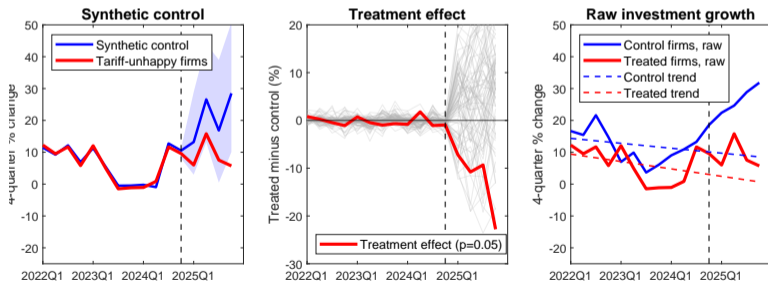 Synthetic control
4-quarter % change
50
40
30
20
10
0
-10
-20
2022Q1
2023Q1
2024Q1
2025Q1
Synthetic control
Tariff-unhappy firms
Treatment effect
Treated minus control (%)
20
10
0
-10
-20
-30
2022Q1
2023Q1
2024Q1
2025Q1
Treatment effect (p=0.05)
Raw investment growth
4-quarter % change
50
40
30
20
10
0
-10
-20
2022Q1
2023Q1
2024Q1
2025Q1
Control firms, raw
Treated firms, raw
Control trend
Treated trend